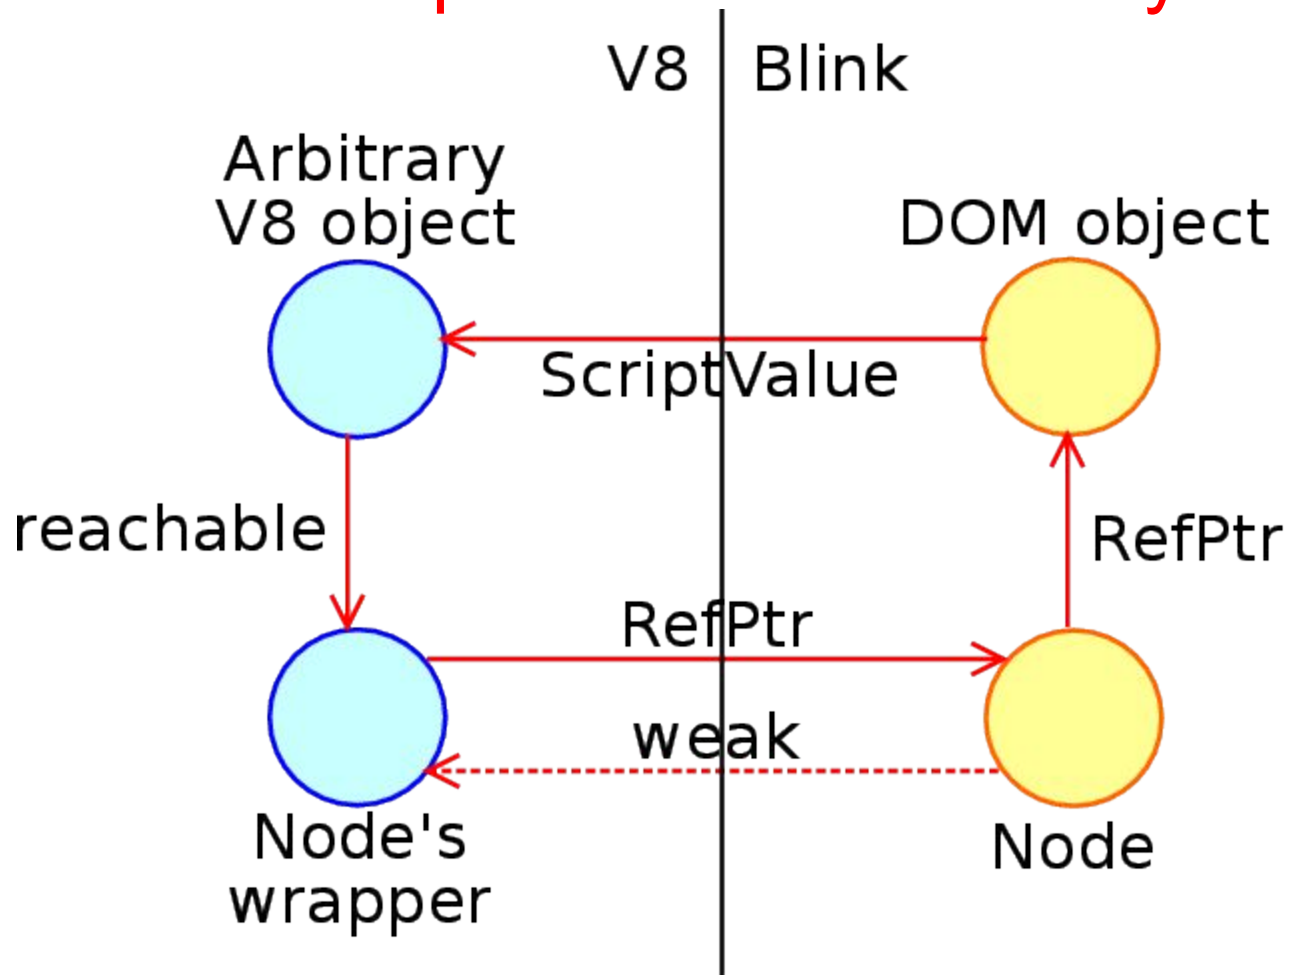 V8
Blink
Arbitrary
V8 object
DOM object
ScriptValue
reachable
RefPtr
RefPtr
weak
Node's
wrapper
Node